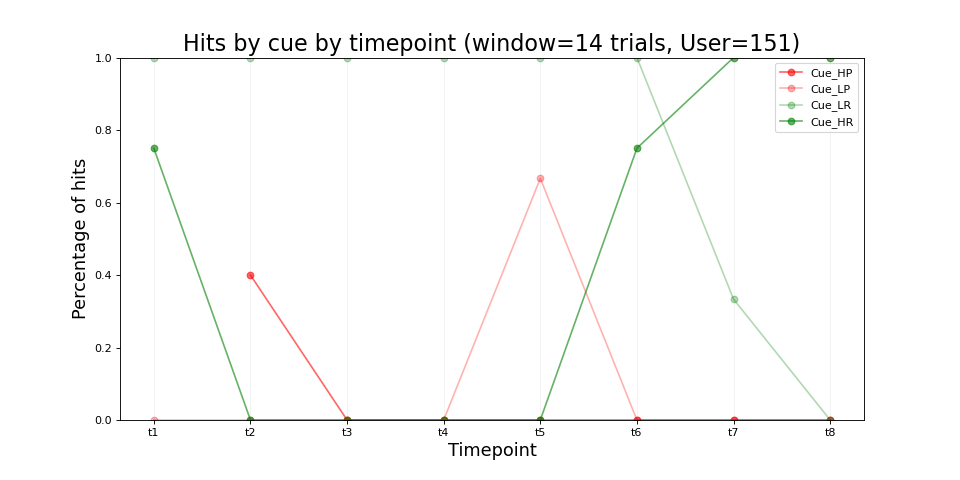 Hits by cue by timepoint (window=14 trials, User=151)
Percentage of hits
1.0
0.8
0.6
0.4
0.2
0.0
Cue_HP
Cue_LP
Cue_LR
Cue_HR
t1 t2 t3 t4 t5 t6 t7 t8
Timepoint